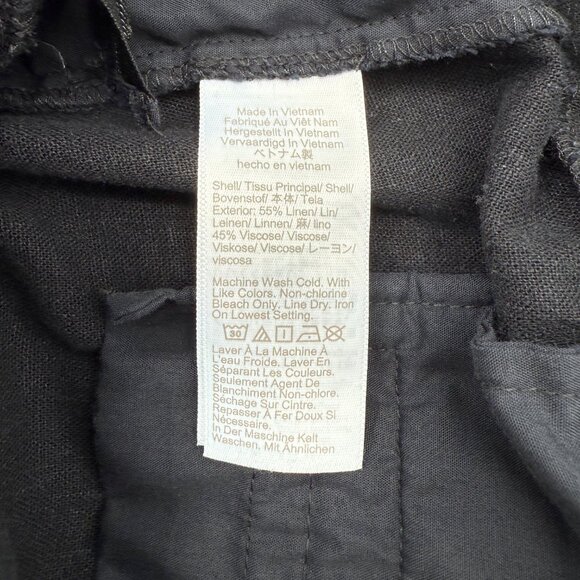 Made In Vietnam
Fabriqué Au Viêt Nam
Hergestellt In Vietnam
Vervaardigd In Vietnam
ベトナム製
hecho en vietnam
Shell/ Tissu Principal/ Shell/
Bovenstof/ 本体/ Tela
Exterior: 55% Linen/ Lin/
Leinen/ Linnen/ 麻/ lino
45% Viscose/ Viscose/
Viskose/ Viscose/ レーヨン/
viscosa
Machine Wash Cold. With
Like Colors. Non-chlorine
Bleach Only. Line Dry. Iron
On Lowest Setting.
30
Laver À La Machine À
L'eau Froide. Laver En
Séparant Les Couleurs.
Seulement Agent De
Blanchiment Non-chlore.
Séchage Sur Cintre.
Repasser À Fer Doux Si
Nécessaire.
In Der Maschine Kalt
Waschen. Mit Ähnlichen